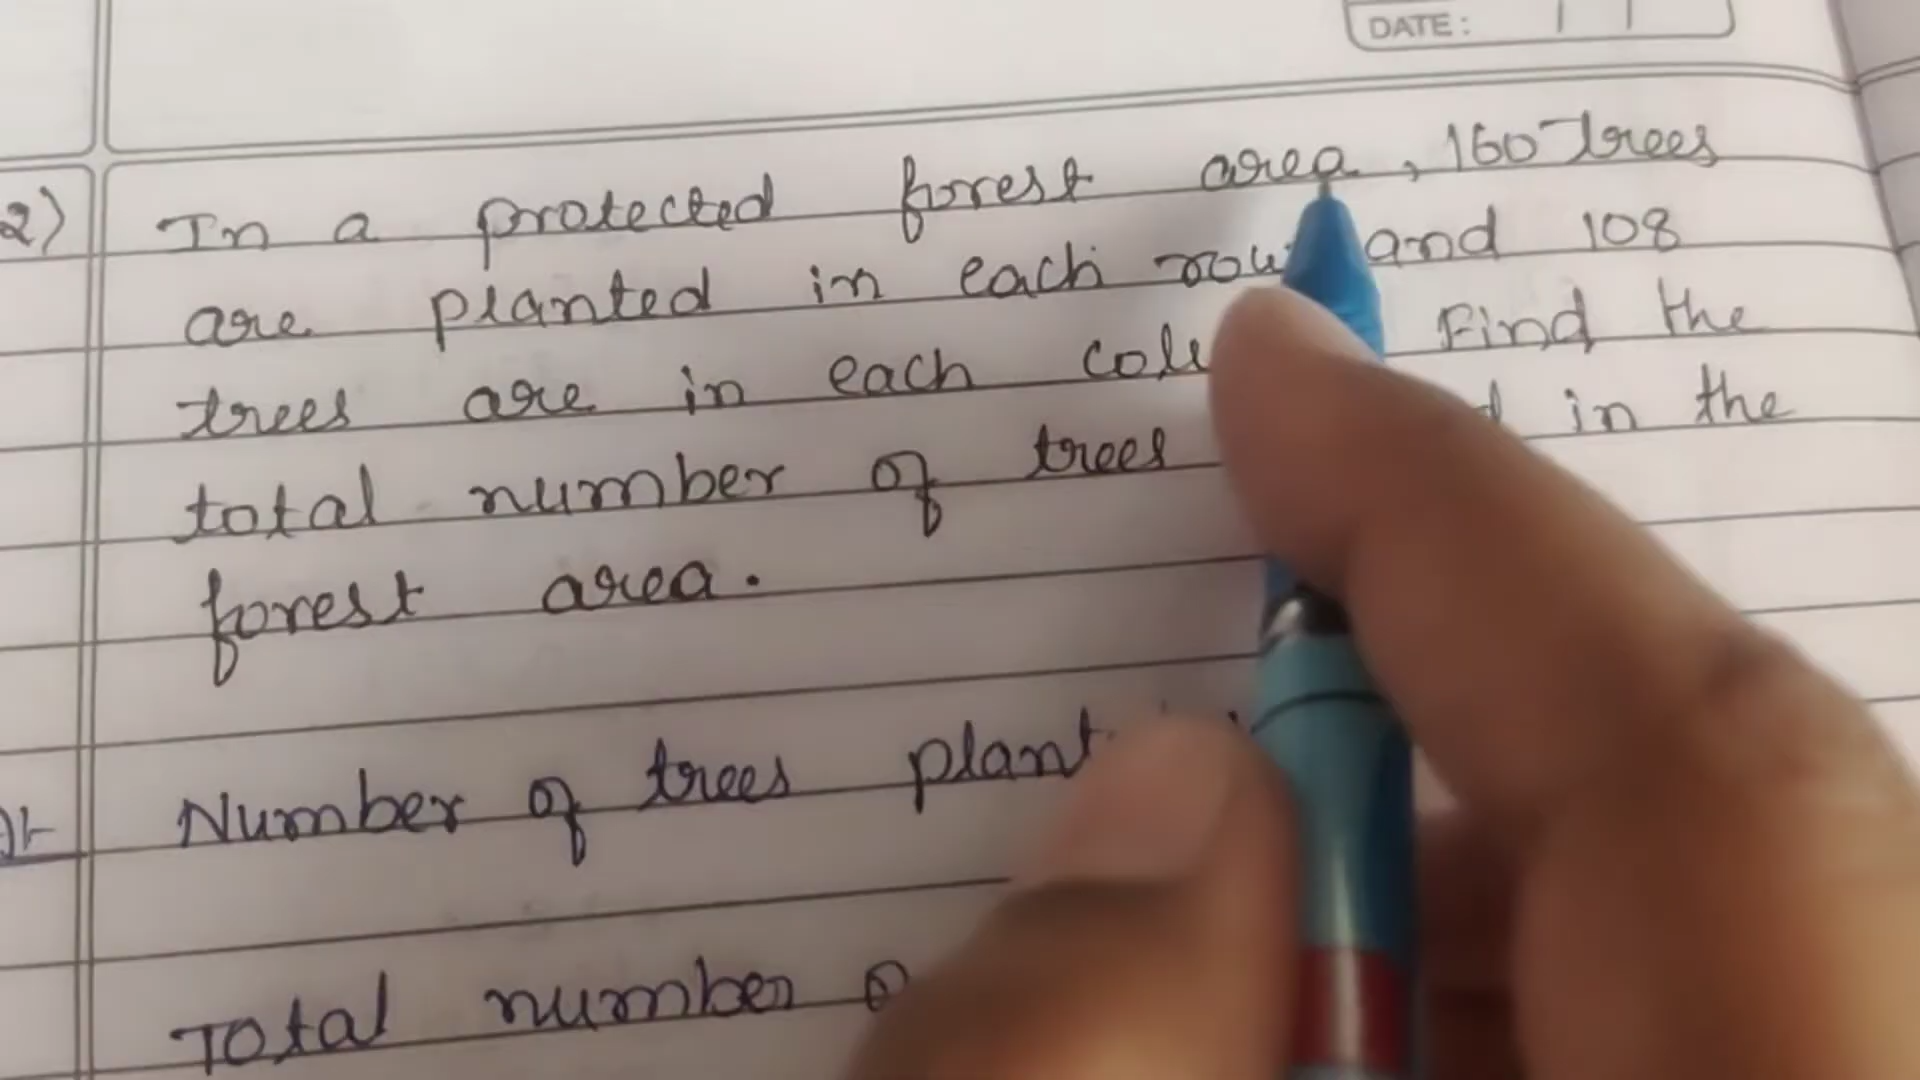 DATE:
2) In a protected forest area, 160 trees
are planted in each row and 108
trees are in each Find the
total number of trees in the
forest area.
Number of trees
Total number